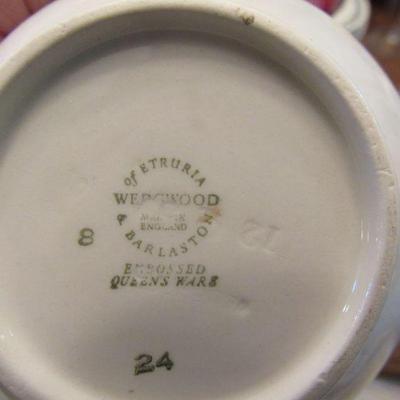 of ETRURIA
WEDGWOOD
MADE IN
ENGLAND
& BARLASTON
8
EMBOSSED
QUEENS WARE
24